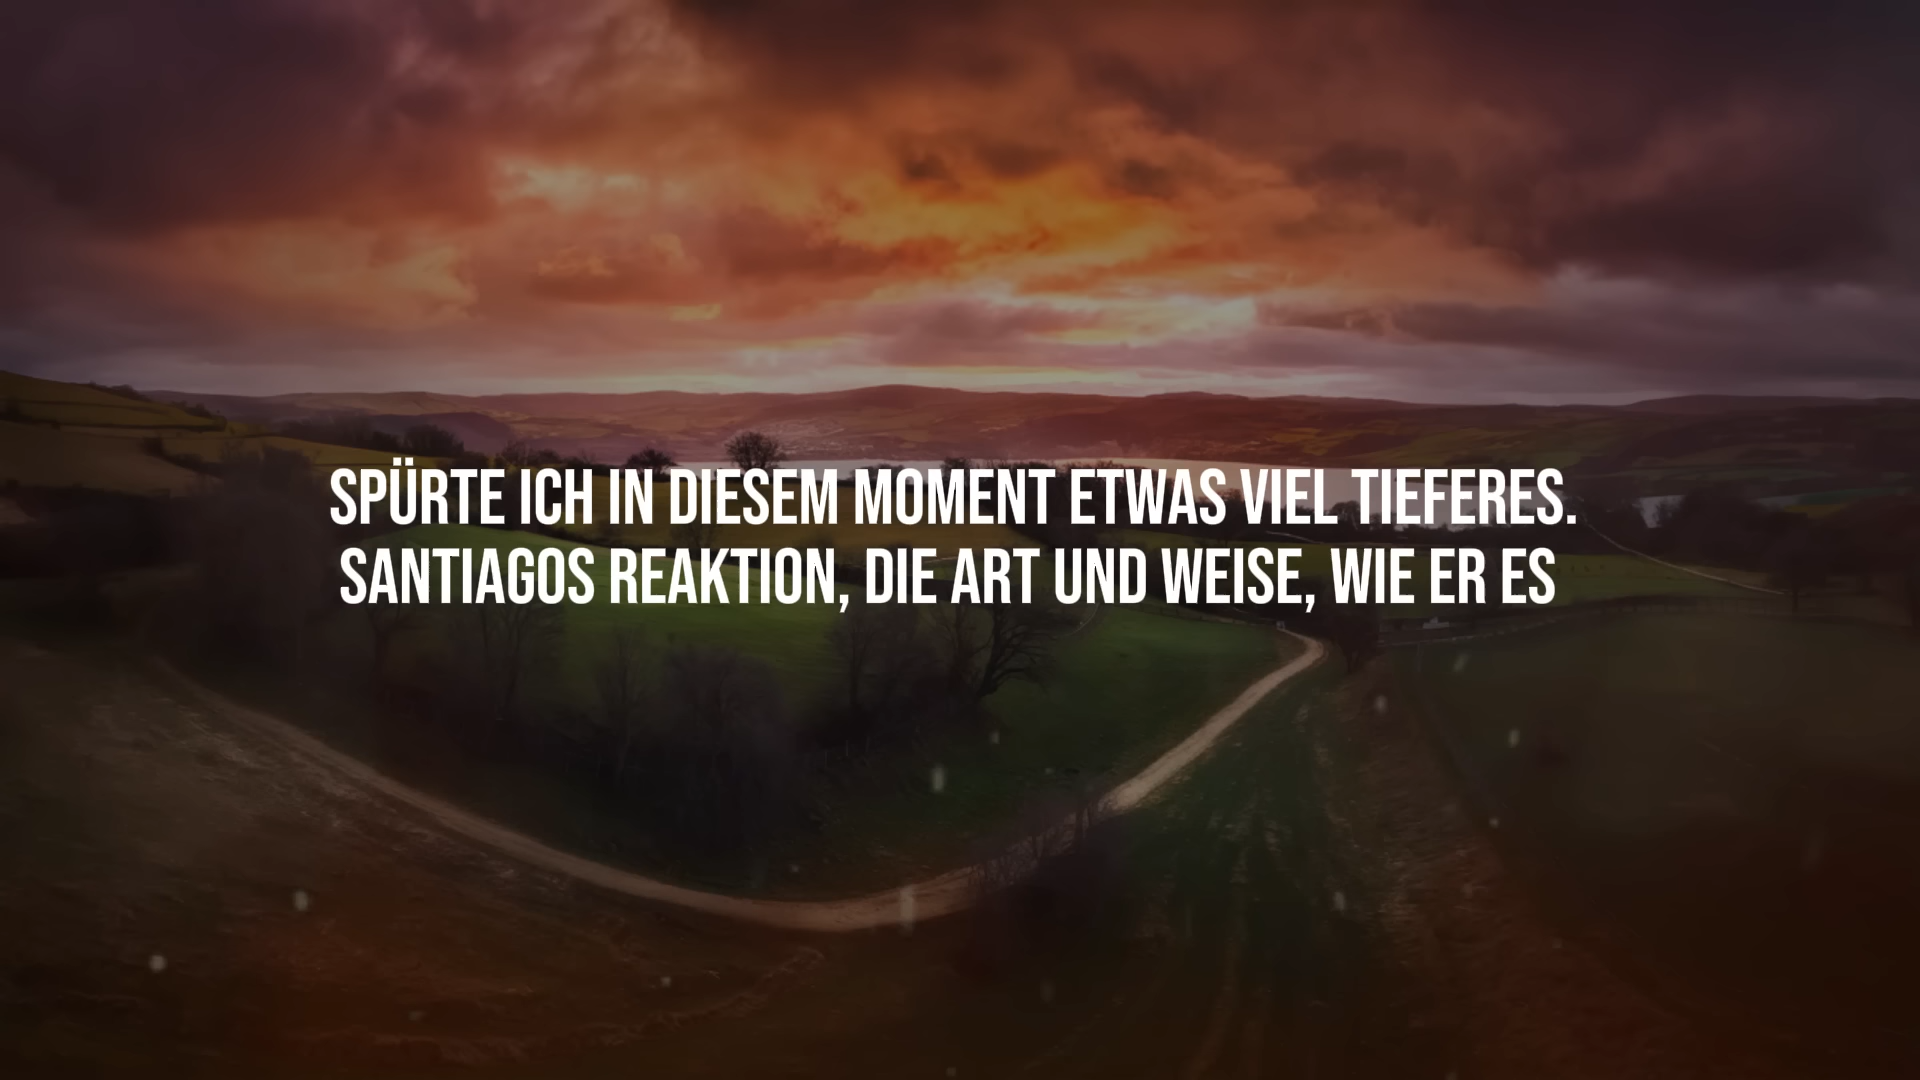 SPÜRTE ICH IN DIESEM MOMENT ETWAS VIEL TIEFERES.
SANTIAGOS REAKTION, DIE ART UND WEISE, WIE ER ES